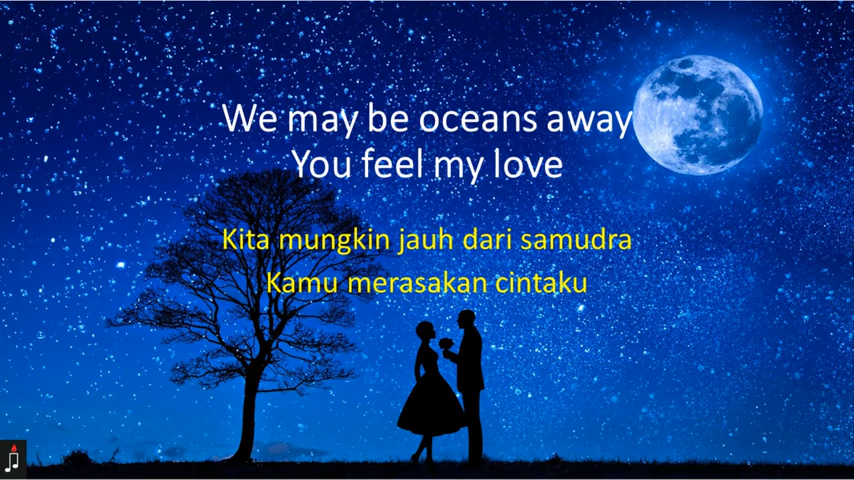 We may be oceans away
You feel my love
Kita mungkin jauh dari samudra
Kamu merasakan cintaku